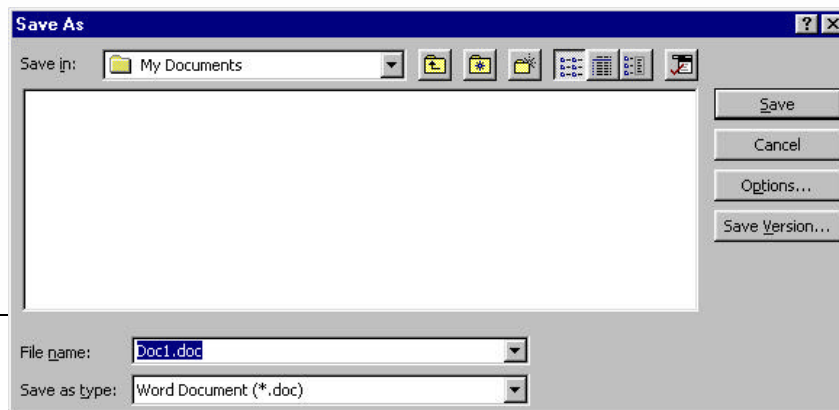 Save As
Save in: My Documents
Save
Cancel
Options...
Save Version...
File name: Doc1.doc
Save as type: Word Document (*.doc)